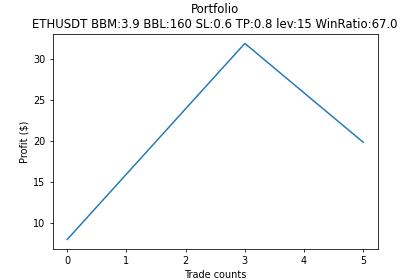 Portfolio
ETHUSDT BBM:3.9 BBL:160 SL:0.6 TP:0.8 lev:15 WinRatio:67.0
30
25
20
15
10
Profit ($)
0 1 2 3 4 5
Trade counts